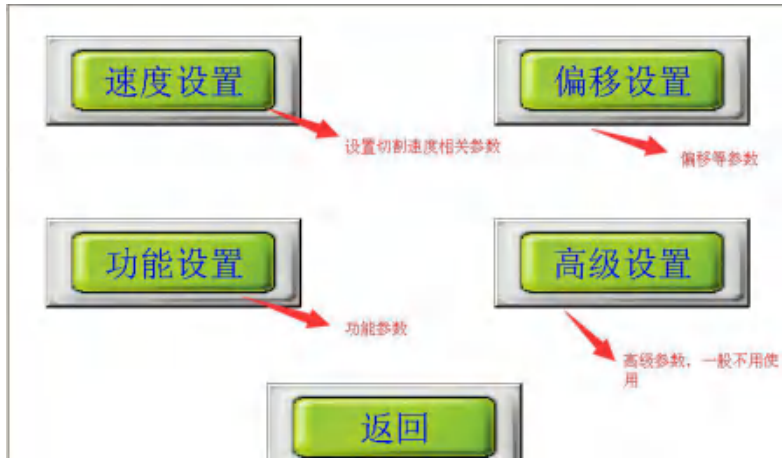 速度设置
偏移设置
设置切割速度相关参数
偏移等参数
功能设置
高级设置
功能参数
高级参数，一般不用使
用
返回